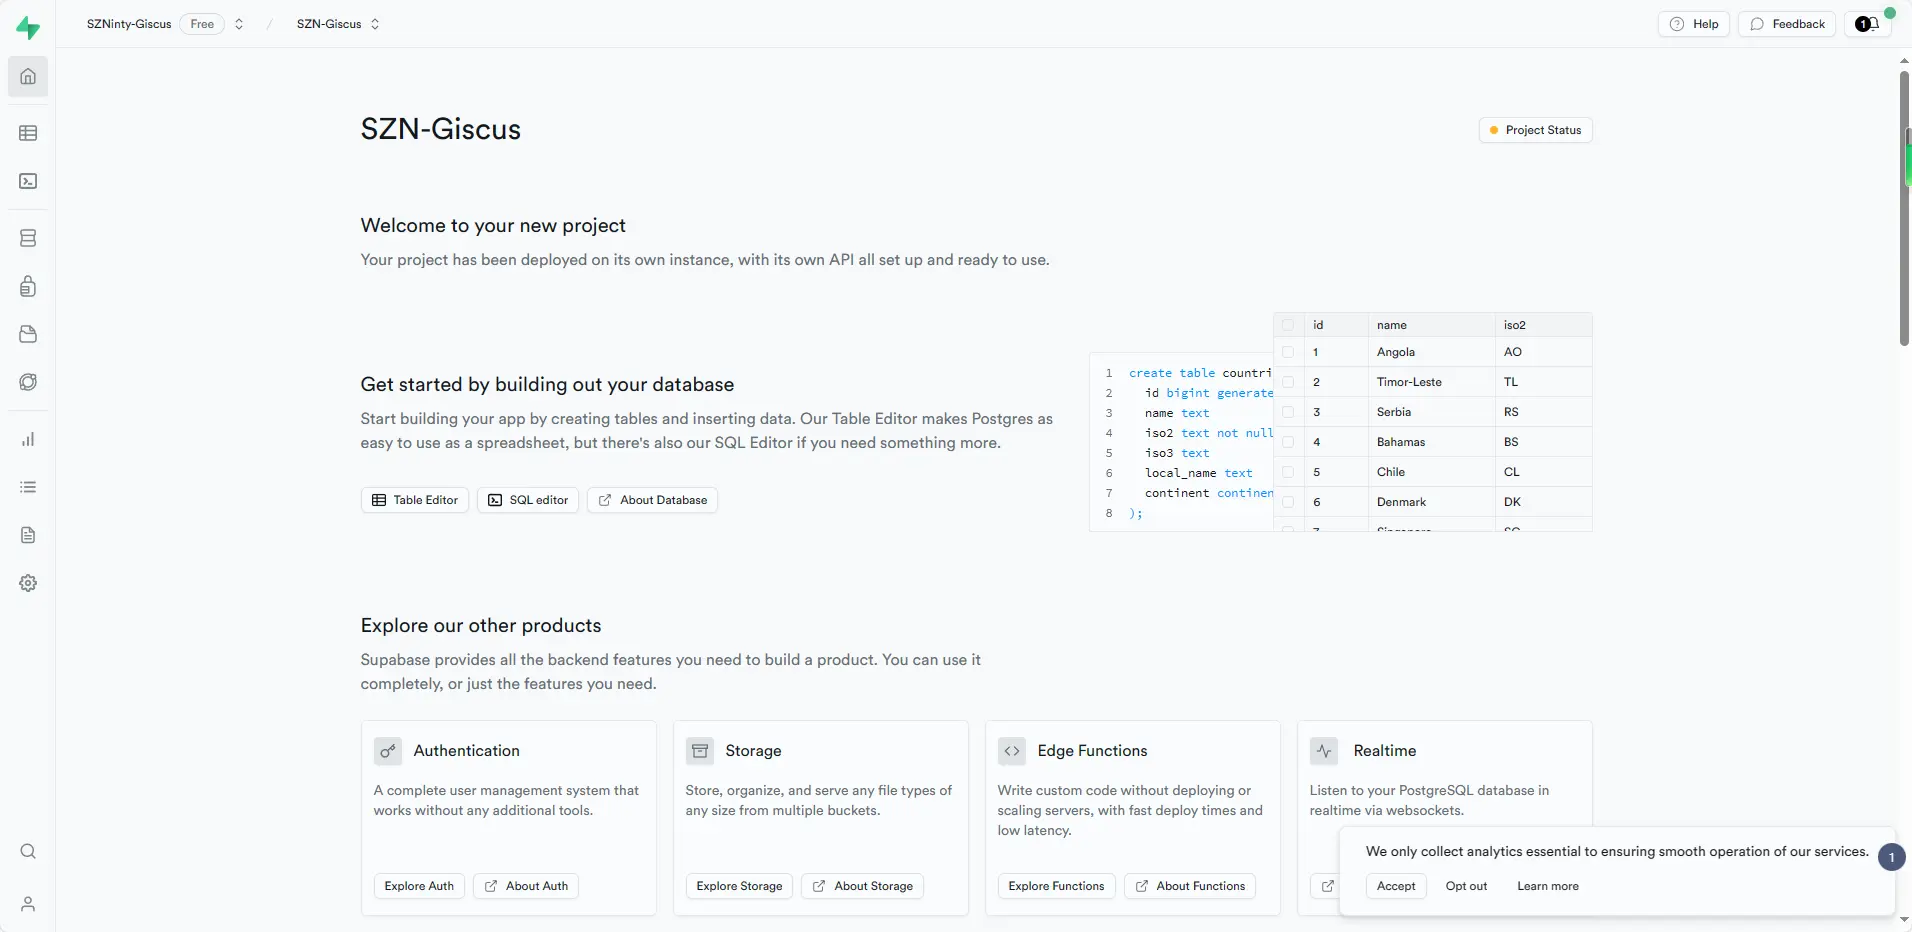 SZNinty-Giscus Free / SZN-Giscus
Help
Feedback
1
SZN-Giscus
Project Status
Welcome to your new project
Your project has been deployed on its own instance, with its own API all set up and ready to use.
Get started by building out your database
Start building your app by creating tables and inserting data. Our Table Editor makes Postgres as
easy to use as a spreadsheet, but there's also our SQL Editor if you need something more.
Table Editor
SQL editor
About Database
1 create table countri
2 id bigint generate
3 name text
4 iso2 text not null
5 iso3 text
6 local_name text
7 continent continen
8 );
id name iso2
1 Angola AO
2 Timor-Leste TL
3 Serbia RS
4 Bahamas BS
5 Chile CL
6 Denmark DK
Explore our other products
Supabase provides all the backend features you need to build a product. You can use it
completely, or just the features you need.
Authentication
A complete user management system that
works without any additional tools.
Explore Auth
About Auth
Storage
Store, organize, and serve any file types of
any size from multiple buckets.
Explore Storage
About Storage
Edge Functions
Write custom code without deploying or
scaling servers, with fast deploy times and
low latency.
Explore Functions
About Functions
Realtime
Listen to your PostgreSQL database in
realtime via websockets.
We only collect analytics essential to ensuring smooth operation of our services.
1
Accept
Opt out
Learn more